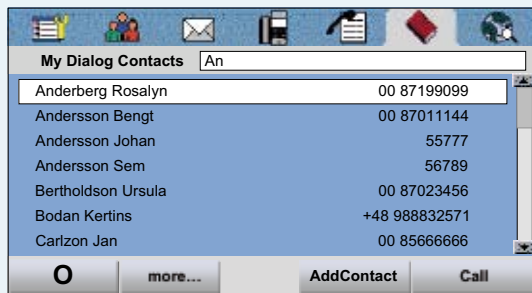 My Dialog Contacts An
Anderberg Rosalyn 00 87199099
Andersson Bengt 00 87011144
Andersson Johan 55777
Andersson Sem 56789
Bertholdson Ursula 00 87023456
Bodan Kertins +48 988832571
Carlzon Jan 00 85666666
O more... AddContact Call